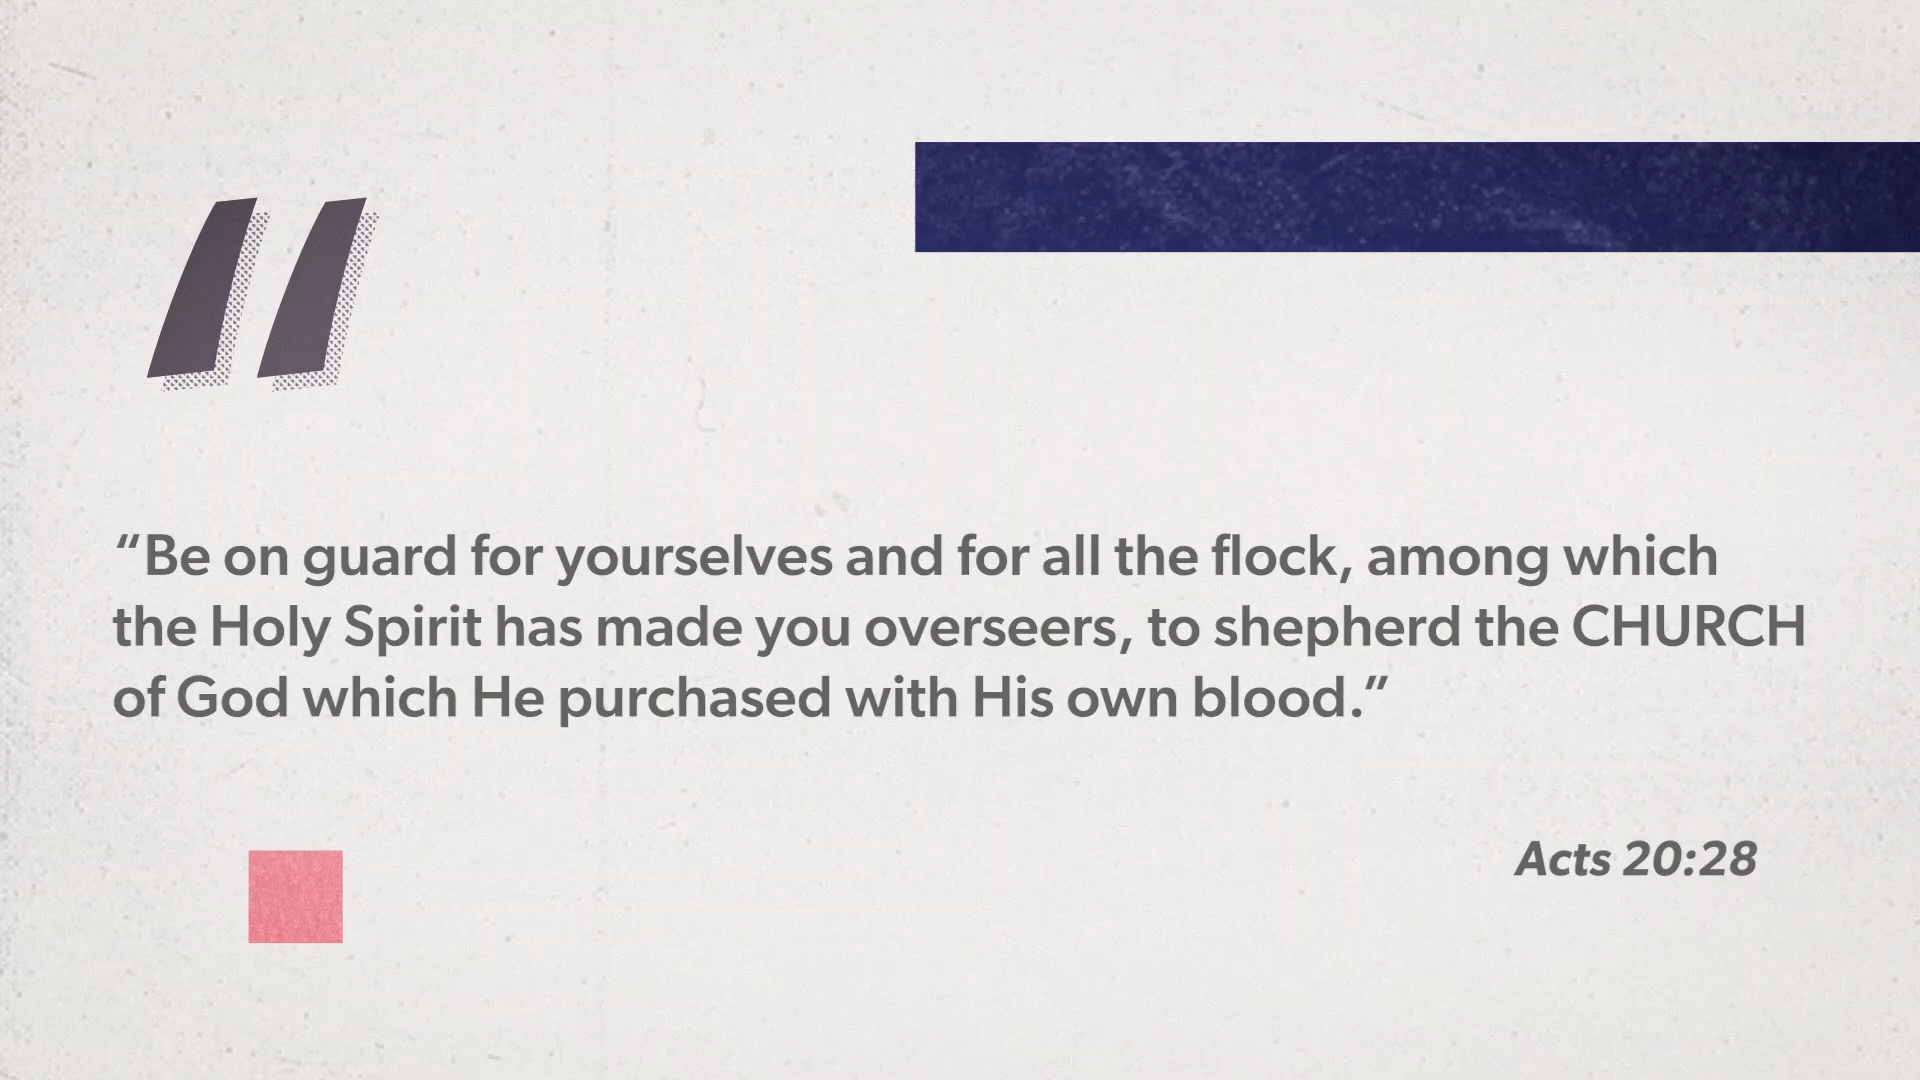 “Be on guard for yourselves and for all the flock, among which
the Holy Spirit has made you overseers, to shepherd the CHURCH
of God which He purchased with His own blood.”
Acts 20:28